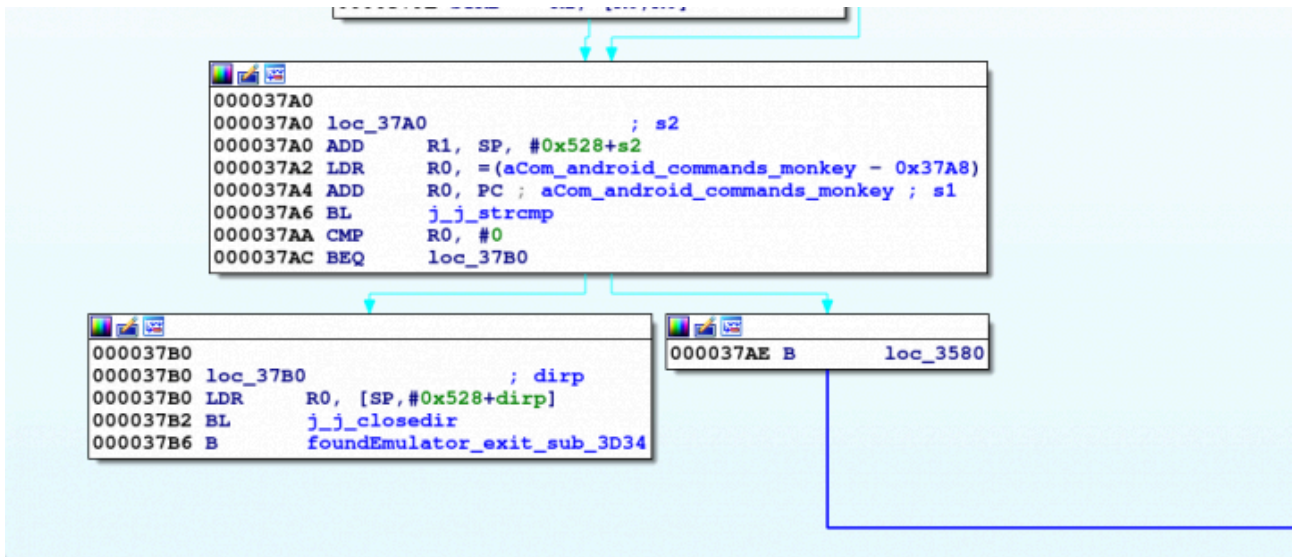 000037A0
000037A0 loc_37A0 ; s2
000037A0 ADD R1, SP, #0x528+s2
000037A2 LDR R0, =(aCom_android_commands_monkey - 0x37A8)
000037A4 ADD R0, PC ; aCom_android_commands_monkey ; s1
000037A6 BL j_j_strcmp
000037AA CMP R0, #0
000037AC BEQ loc_37B0
000037B0
000037B0 loc_37B0 ; dirp
000037B0 LDR R0, [SP,#0x528+dirp]
000037B2 BL j_j_closedir
000037B6 B foundEmulator_exit_sub_3D34
000037AE B loc_3580